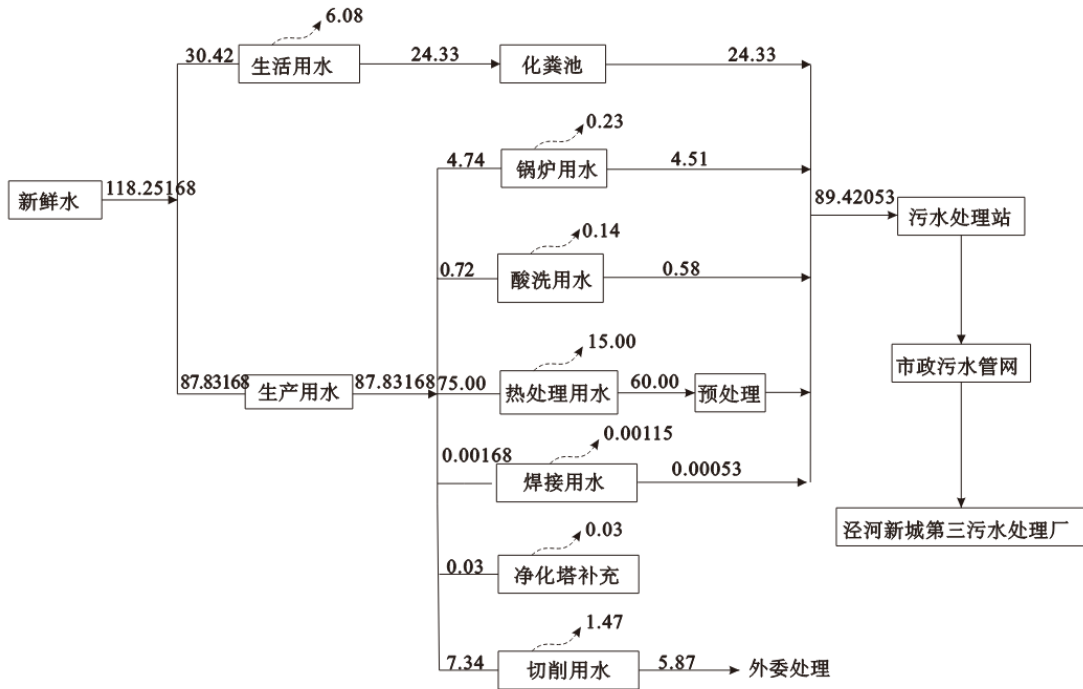 6.08
30.42
生活用水
24.33
化粪池
24.33
0.23
4.74
锅炉用水
4.51
新鲜水
118.25168
89.42053
污水处理站
0.14
0.72
酸洗用水
0.58
15.00
市政污水管网
87.83168
生产用水
87.83168
75.00
热处理用水
60.00
预处理
0.00115
0.00168
焊接用水
0.00053
泾河新城第三污水处理厂
0.03
0.03
净化塔补充
1.47
7.34
切削用水
5.87
外委处理